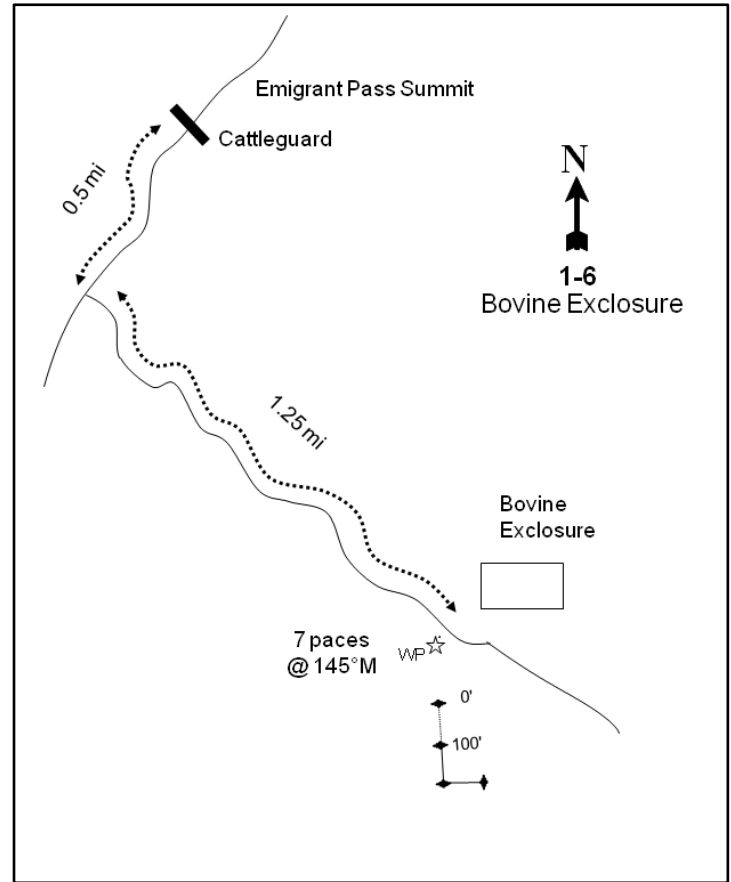 Emigrant Pass Summit
Cattleguard
0.5 mi
N
1-6
Bovine Exclosure
1.25 mi
Bovine
Exclosure
7 paces
@ 145°M
WP
0'
100'